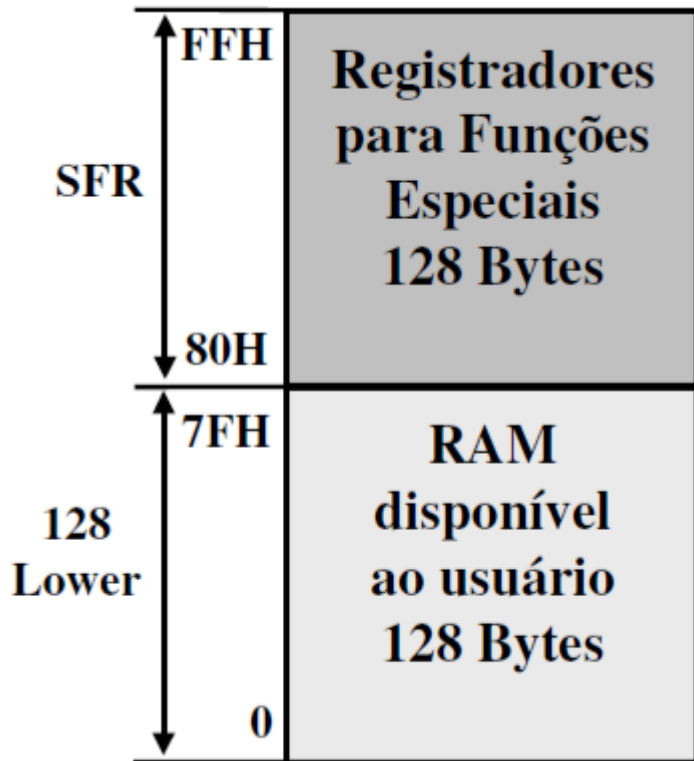 FFH
SFR
80H
Registradores
para Funções
Especiais
128 Bytes
7FH
128
Lower
0
RAM
disponível
ao usuário
128 Bytes